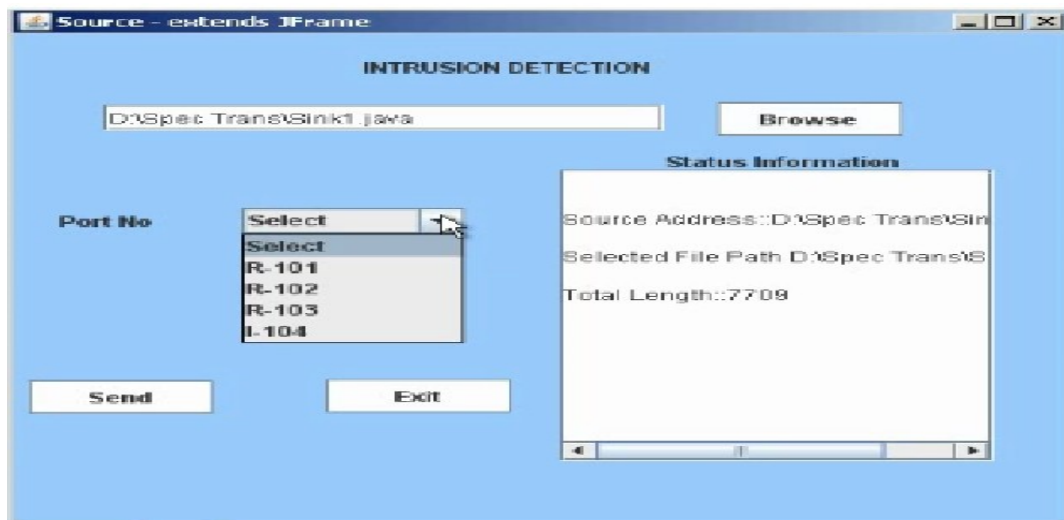 Source - extends JFrame
INTRUSION DETECTION
D:\Spec Trans\Sink1.java
Browse
Status Information
Port No
Select
Select
R-101
R-102
R-103
I-104
Source Address::D:\Spec Trans\Sin
Selected File Path D:\Spec Trans\S
Total Length::7709
Send
Exit